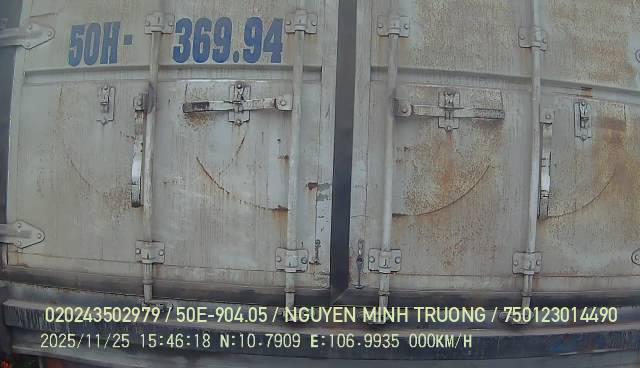 50H- 369.94
020243502979 / 50E-904.05 / NGUYEN MINH TRUONG / 750123014490
2025/11/25 15:46:18 N:10.7909 E:106.9935 000KM/H